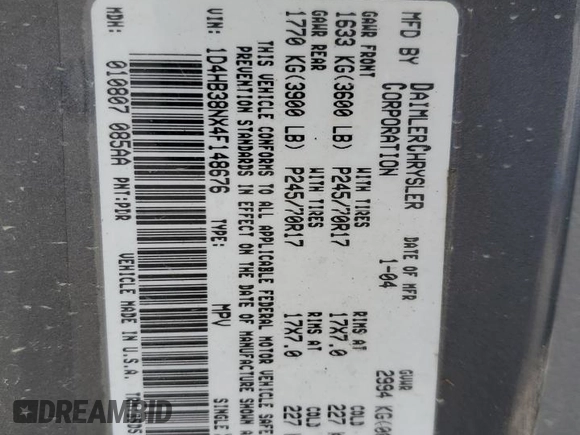 MFD BY DAIMLERCHRYSLER CORPORATION
DATE OF MFR 1-04
GVWR 2994 KG
GAWR FRONT WITH TIRES RIMS AT COLD
1633 KG(3600 LB) P245/70R17 17X7.0 227
GAWR REAR WITH TIRES RIMS AT COLD
1770 KG(3900 LB) P245/70R17 17X7.0 227
THIS VEHICLE CONFORMS TO ALL APPLICABLE FEDERAL MOTOR VEHICLE
PREVENTION STANDARDS IN EFFECT ON THE DATE OF MANUFACTURE SHOWN
VIN: 1D4HB38NX4F148676 TYPE: MPV SINGLE
MDH: 010807 085AA PNT:PDR
VEHICLE MADE IN U.S.A.
DREAMBID